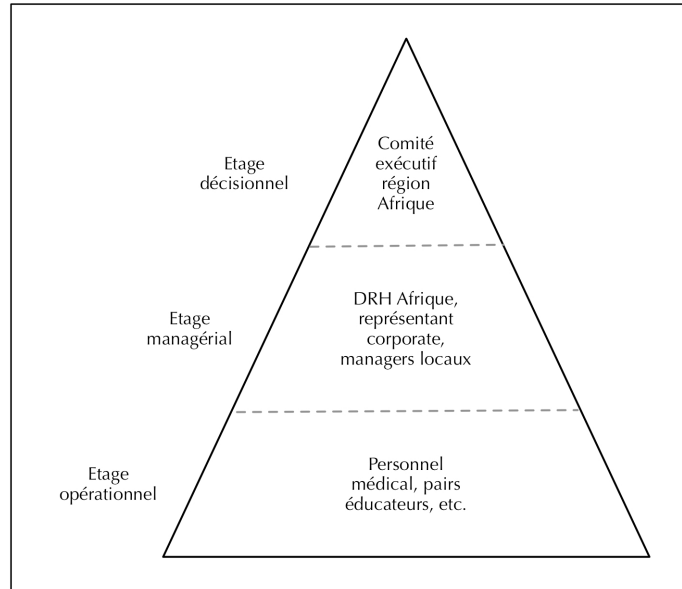 Etage
décisionnel
Comité
exécutif
région
Afrique
Etage
managérial
DRH Afrique,
représentant
corporate,
managers locaux
Etage
opérationnel
Personnel
médical, pairs
éducateurs, etc.